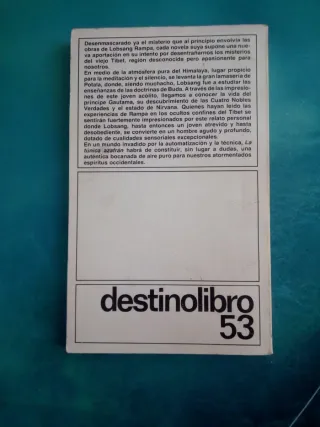 Desenmascarado ya el misterio que al principio envolvía las
obras de Lobsang Rampa, cada novela suya supone una nue-
va aportación en su intento por desentrañarnos los misterios
del viejo Tíbet, región desconocida pero apasionante para
nosotros.
En medio de la atmósfera pura del Himalaya, lugar propicio
para la meditación y el silencio, se levanta la gran lamasería de
Potala, donde, siendo muchacho, Lobsang fue a estudiar las
enseñanzas de las doctrinas de Buda. A través de las impresio-
nes de este joven acólito, llegamos a conocer la vida del
príncipe Gautama, su descubrimiento de las Cuatro Nobles
Verdades y el estado de Nirvana. Quienes hayan leído las
experiencias de Rampa en los ocultos confines del Tíbet se
sentirán fuertemente impresionados por este relato personal
donde Lobsang, hasta entonces un joven atrevido y hasta
desobediente, se convierte en un hombre agudo y profundo,
dotado de cualidades sensoriales excepcionales.
En un mundo invadido por la automatización y la técnica, La
túnica azafrán habrá de constituir, sin lugar a dudas, una
auténtica bocanada de aire puro para nuestros atormentados
espíritus occidentales.
destinolibro
53